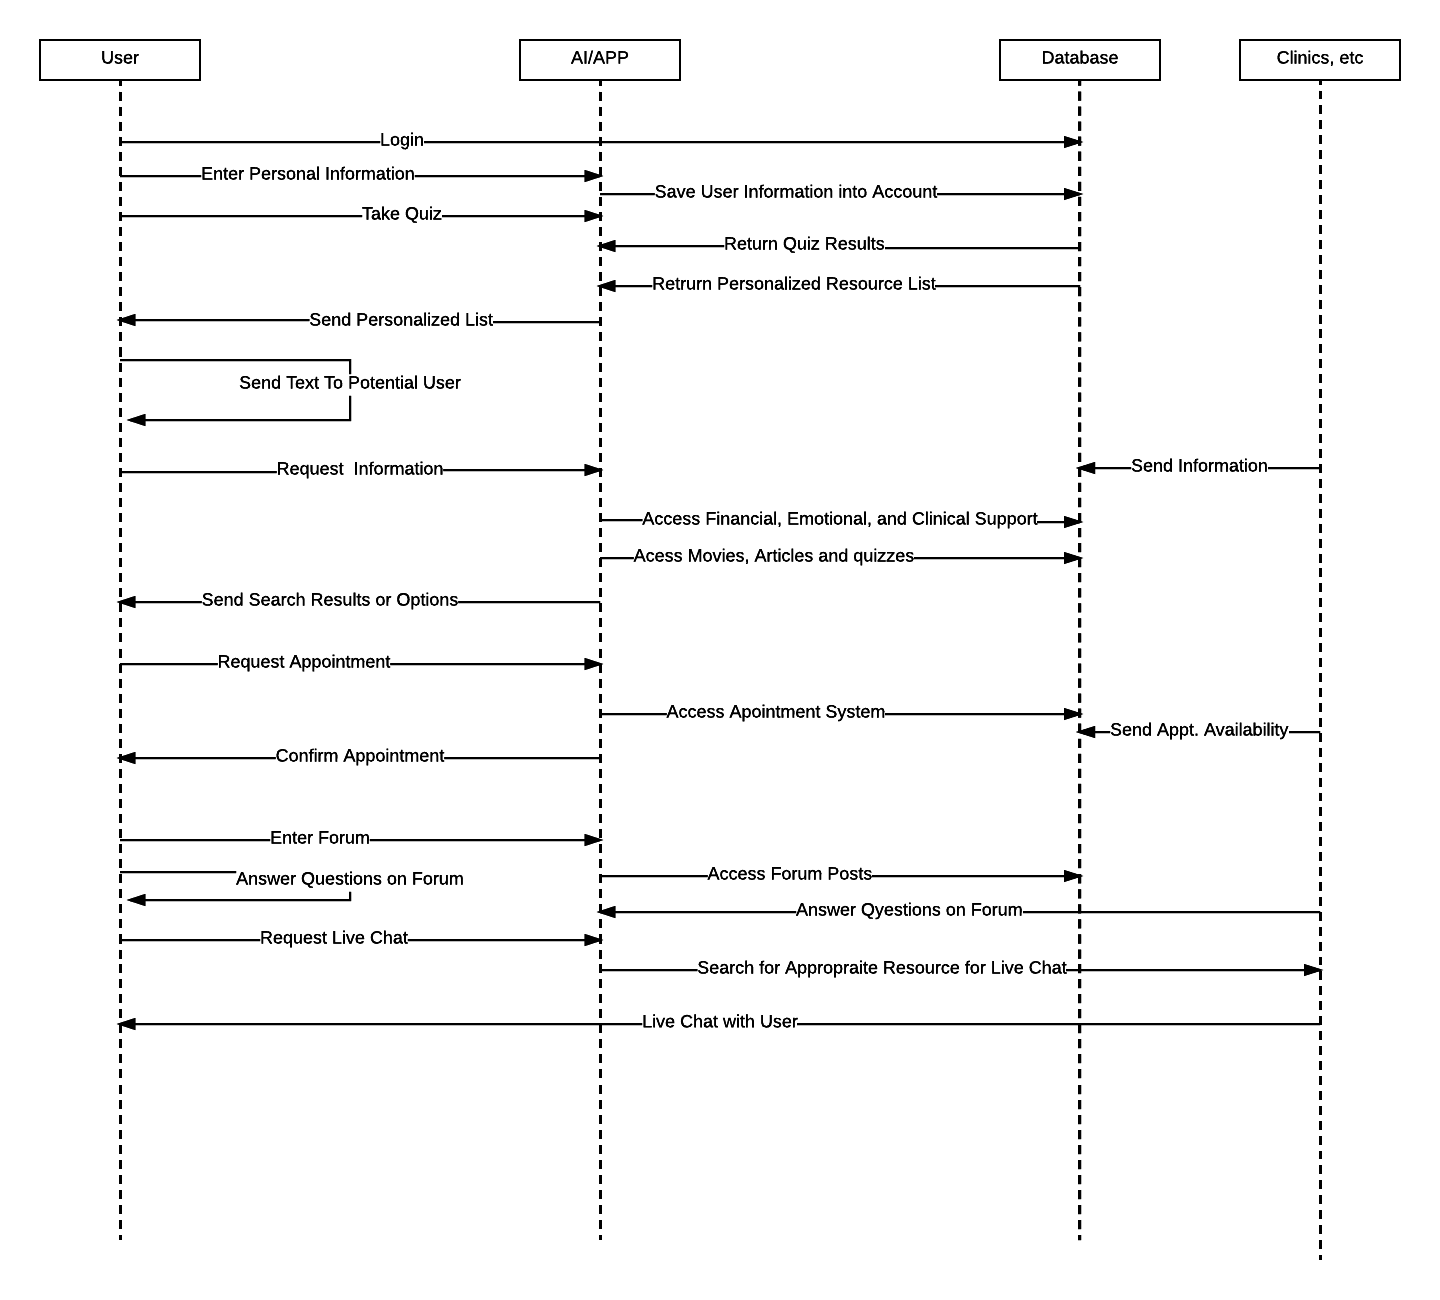 User
AI/APP
Database
Clinics, etc
Login
Enter Personal Information
Save User Information into Account
Take Quiz
Return Quiz Results
Retrurn Personalized Resource List
Send Personalized List
Send Text To Potential User
Request  Information
Send Information
Access Financial, Emotional, and Clinical Support
Acess Movies, Articles and quizzes
Send Search Results or Options
Request Appointment
Access Apointment System
Send Appt. Availability
Confirm Appointment
Enter Forum
Access Forum Posts
Answer Questions on Forum
Answer Qyestions on Forum
Request Live Chat
Search for Appropraite Resource for Live Chat
Live Chat with User